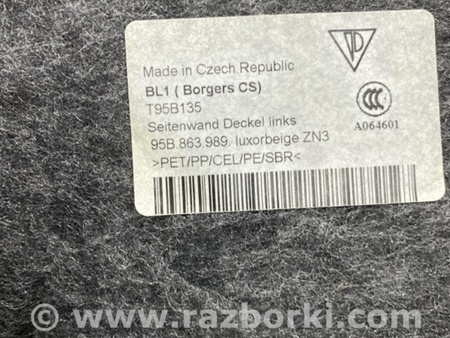 Made in Czech Republic
BL1 ( Borgers CS)
T95B135
Seitenwand Deckel links
95B.863.989. luxorbeige ZN3
>PET/PP/CEL/PE/SBR<
CCC
A064601
© www.razborki.com